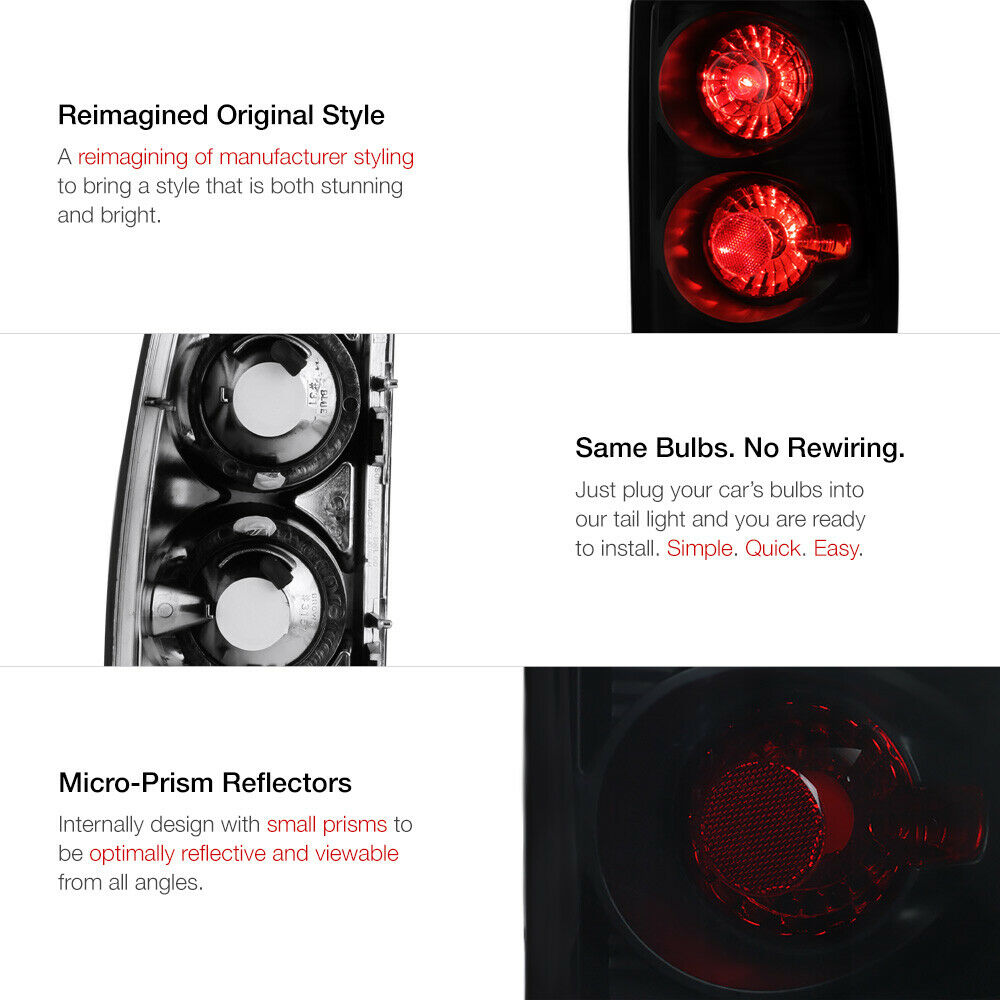 Reimagined Original Style
A reimagining of manufacturer styling
to bring a style that is both stunning
and bright.
Same Bulbs. No Rewiring.
Just plug your car's bulbs into
our tail light and you are ready
to install. Simple. Quick. Easy.
Micro-Prism Reflectors
Internally design with small prisms to
be optimally reflective and viewable
from all angles.